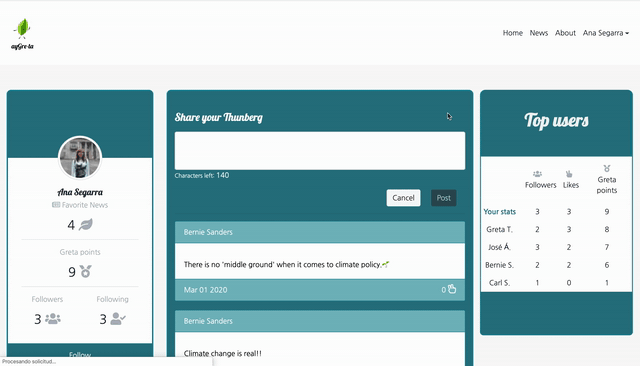 ayGre-ta
Home News About Ana Segarra
Ana Segarra
Favorite News
4
Greta points
9
Followers Following
3 3
Follow
Procesando solicitud...
Share your Thunberg
Characters left: 140
Cancel Post
Bernie Sanders
There is no 'middle ground' when it comes to climate policy.
Mar 01 2020 0
Bernie Sanders
Climate change is real!!
Top users
Followers Likes Greta points
Your stats 3 3 9
Greta T. 2 3 8
José Á. 3 2 7
Bernie S. 2 2 6
Carl S. 1 0 1